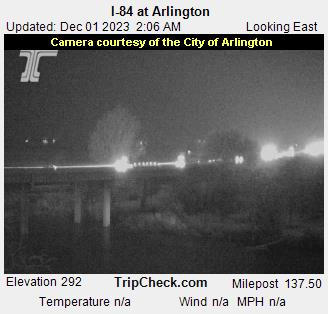 I-84 at Arlington
Updated: Dec 01 2023 2:06 AM Looking East
Camera courtesy of the City of Arlington
Elevation 292 TripCheck.com Milepost 137.50
Temperature n/a Wind n/a MPH n/a